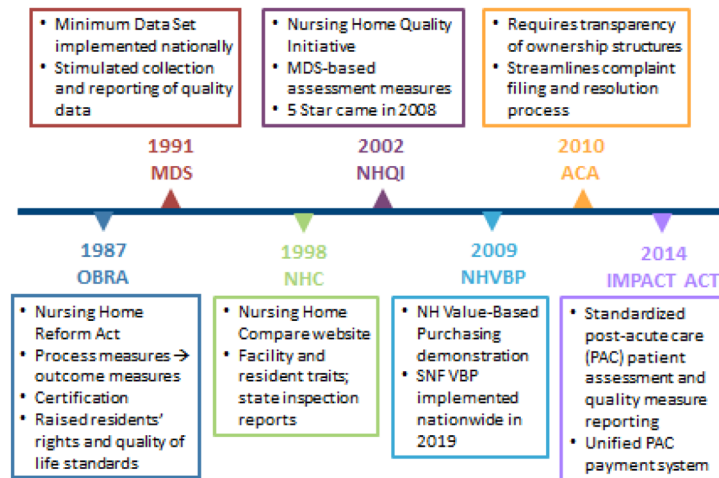 • Minimum Data Set
implemented nationally
• Stimulated collection
and reporting of quality
data
1991
MDS
• Nursing Home Quality
Initiative
• MDS-based
assessment measures
• 5 Star came in 2008
2002
NHQI
• Requires transparency
of ownership structures
• Streamlines complaint
filing and resolution
process
2010
ACA
1987
OBRA
• Nursing Home
Reform Act
• Process measures →
outcome measures
• Certification
• Raised residents’
rights and quality of
life standards
1998
NHC
• Nursing Home
Compare website
• Facility and
resident traits;
state inspection
reports
2009
NHVBP
• NH Value-Based
Purchasing
demonstration
• SNF VBP
implemented
nationwide in
2019
2014
IMPACT ACT
• Standardized
post-acute care
(PAC) patient
assessment and
quality measure
reporting
• Unified PAC
payment system